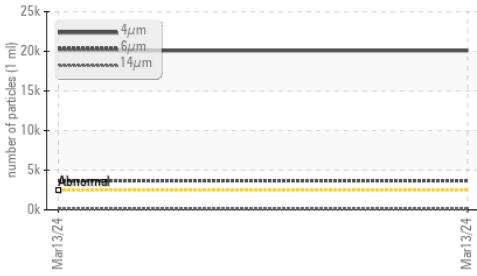 25k
4μm
6μm
20k
14μm
15k
number of particles (1 ml)
10k
5k
Abnormal
0k
Mar13/24
Mar13/24